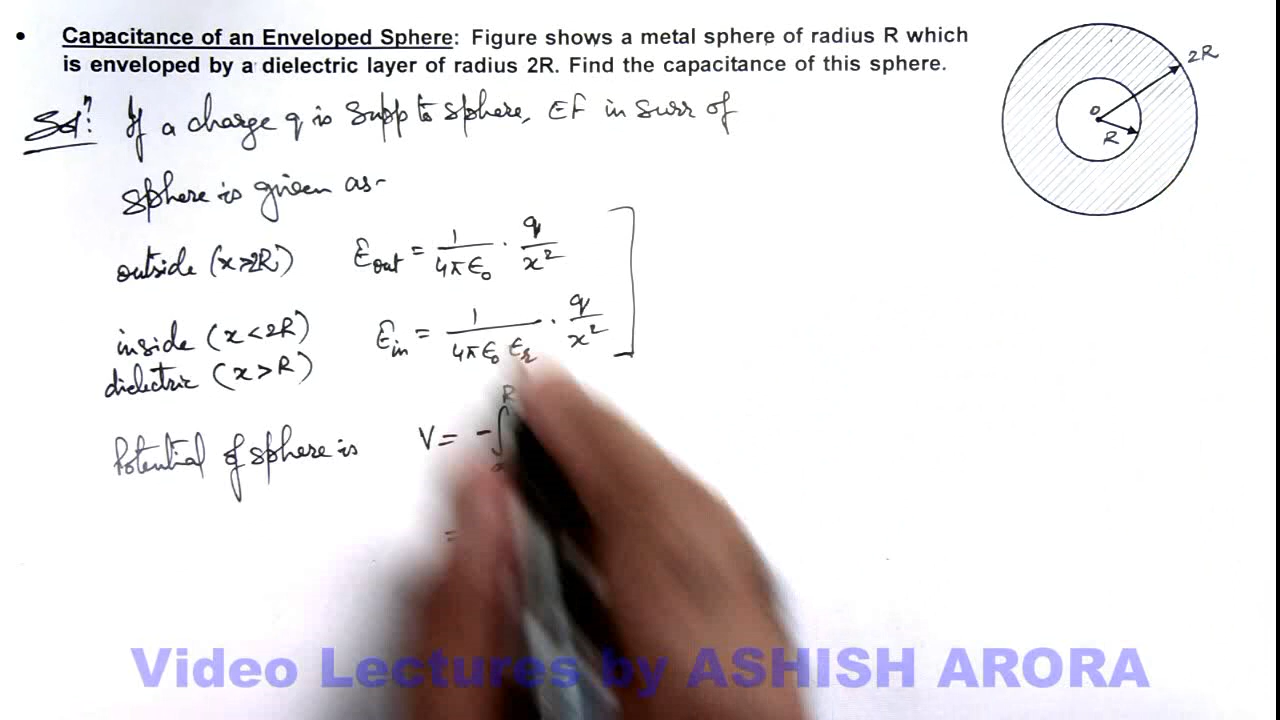 • Capacitance of an Enveloped Sphere: Figure shows a metal sphere of radius R which
is enveloped by a dielectric layer of radius 2R. Find the capacitance of this sphere.
2R
O
R
Solⁿ: If a charge q is supp to sphere, EF in surr of
sphere is given as-
outside (x>2R) E_out = 1/4πϵ₀ · q/x²
inside (x<2R) E_in = 1/4πϵ₀ϵᵣ · q/x²
dielectric (x>R)
Potential of sphere is V = -∫ R
=
Video Lectures by ASHISH ARORA